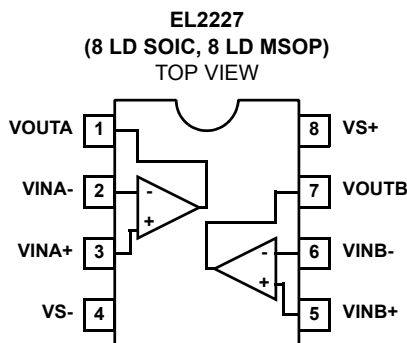 EL2227
(8 LD SOIC, 8 LD MSOP)
TOP VIEW
VOUTA 1 8 VS+
VINA- 2 - 7 VOUTB
VINA+ 3 + - 6 VINB-
VS- 4 + 5 VINB+